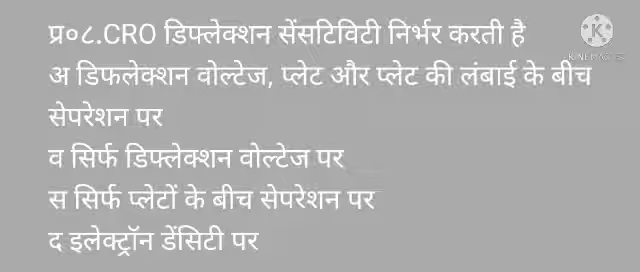 प्र०८.CRO डिफ्लेक्शन सेंसटिविटी निर्भर करती है
अ डिफलेक्शन वोल्टेज, प्लेट और प्लेट की लंबाई के बीच
सेपरेशन पर
व सिर्फ डिफ्लेक्शन वोल्टेज पर
स सिर्फ प्लेटों के बीच सेपरेशन पर
द इलेक्ट्रॉन डेंसिटी पर